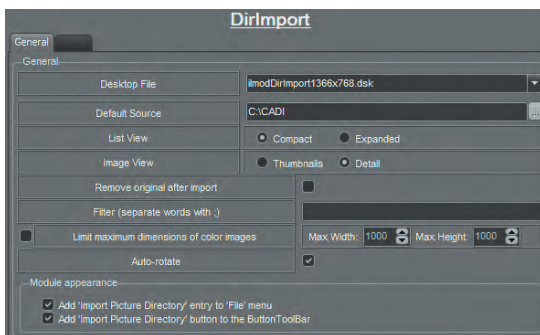 DirImport
General
General
Desktop File ilmodDirImport1366x768.dsk
Default Source C:\CADI ...
List View Compact Expanded
Image View Thumbnails Detail
Remove original after import
Filter (separate words with ;)
Limit maximum dimensions of color images Max Width: 1000 Max Height: 1000
Auto-rotate
Module appearance
Add 'Import Picture Directory' entry to 'File' menu
Add 'Import Picture Directory' button to the ButtonToolBar